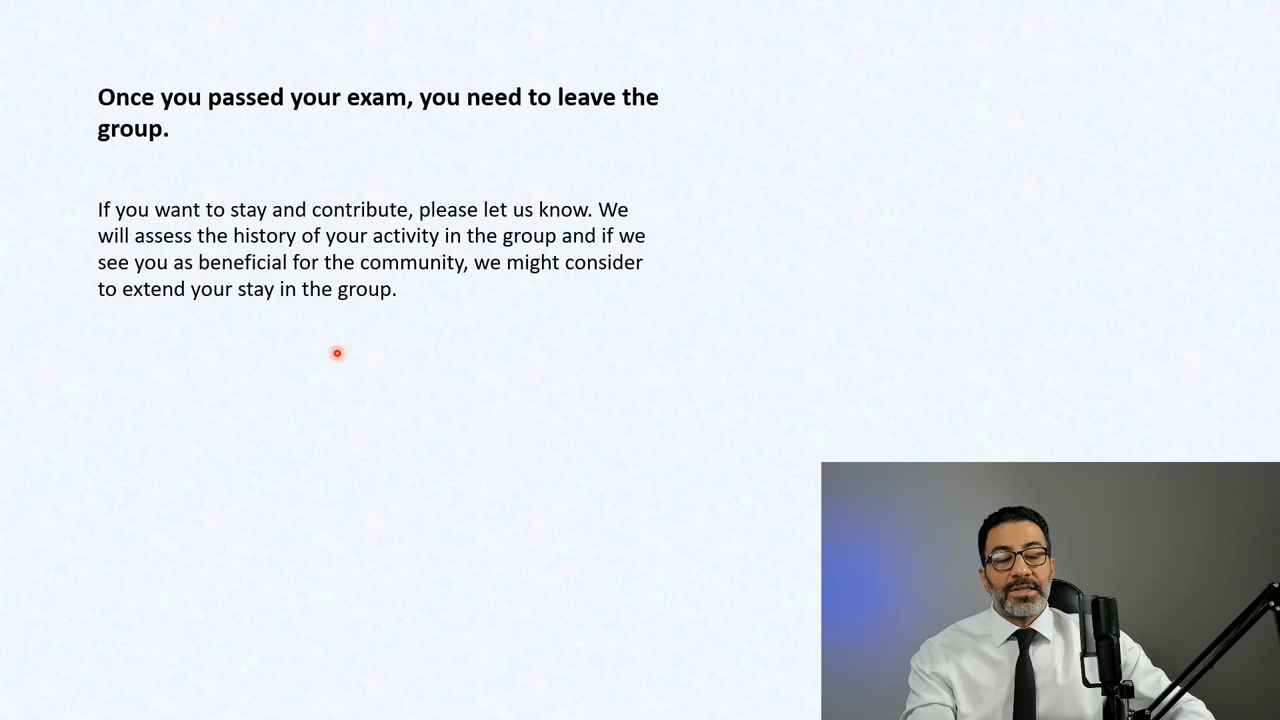 Once you passed your exam, you need to leave the
group.
If you want to stay and contribute, please let us know. We
will assess the history of your activity in the group and if we
see you as beneficial for the community, we might consider
to extend your stay in the group.